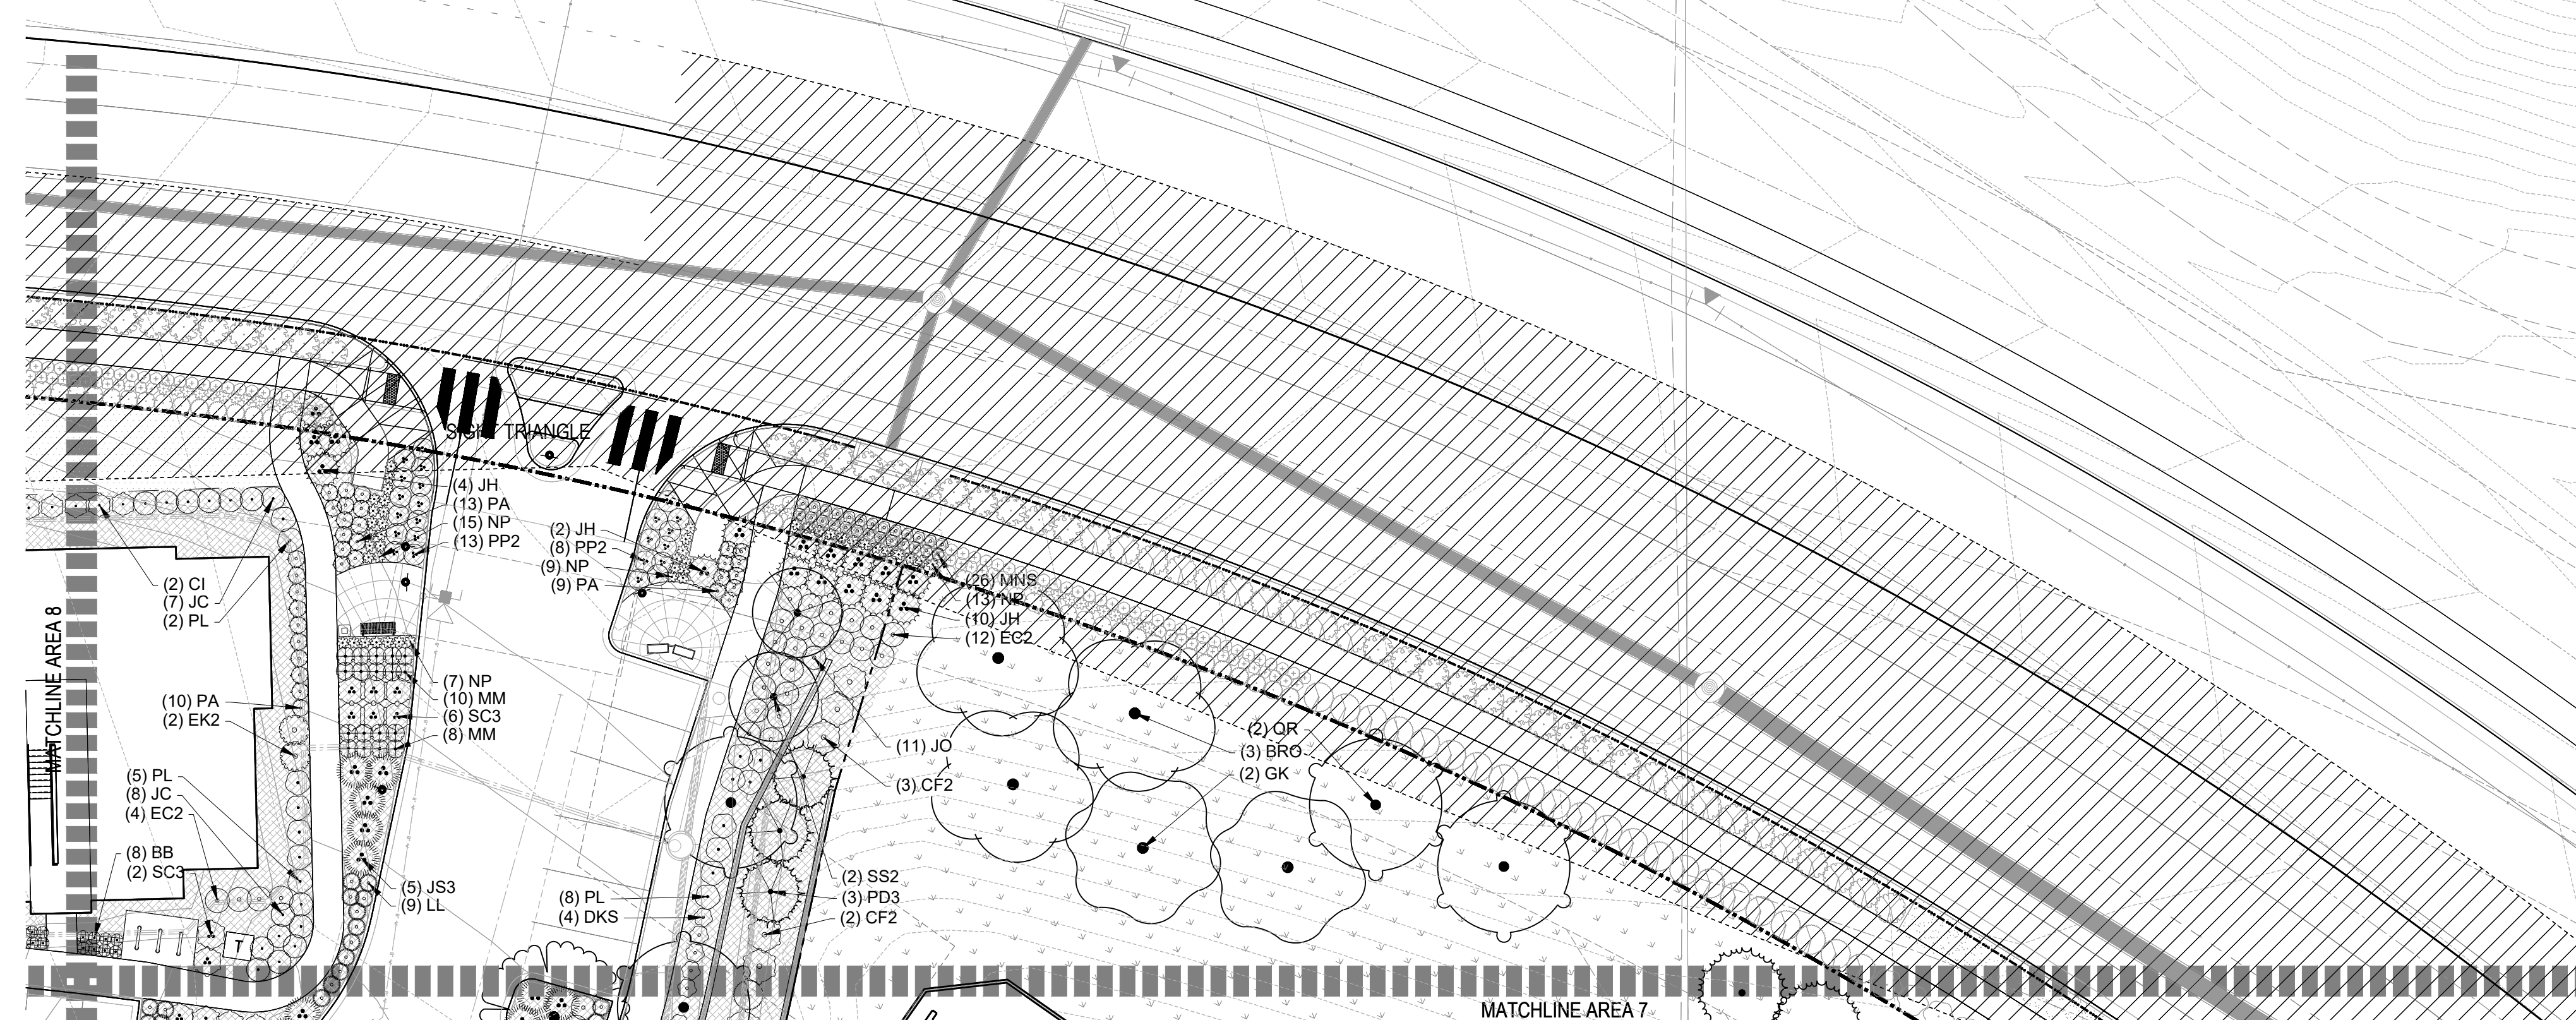 SIGHT TRIANGLE
(4) JH
(13) PA
(15) NP
(13) PP2
(2) JH
(8) PP2
(9) NP
(9) PA
(2) CI
(7) JC
(2) PL
(26) MNS
(13) NP
(10) JH
(12) EC2
MATCHLINE AREA 8
(10) PA
(2) EK2
(7) NP
(10) MM
(6) SC3
(8) MM
(11) JO
(3) CF2
(2) QR
(3) BRO
(2) GK
(5) PL
(8) JC
(4) EC2
(8) BB
(2) SC3
(5) JS3
(9) LL
(8) PL
(4) DKS
(2) SS2
(3) PD3
(2) CF2
T
MATCHLINE AREA 7